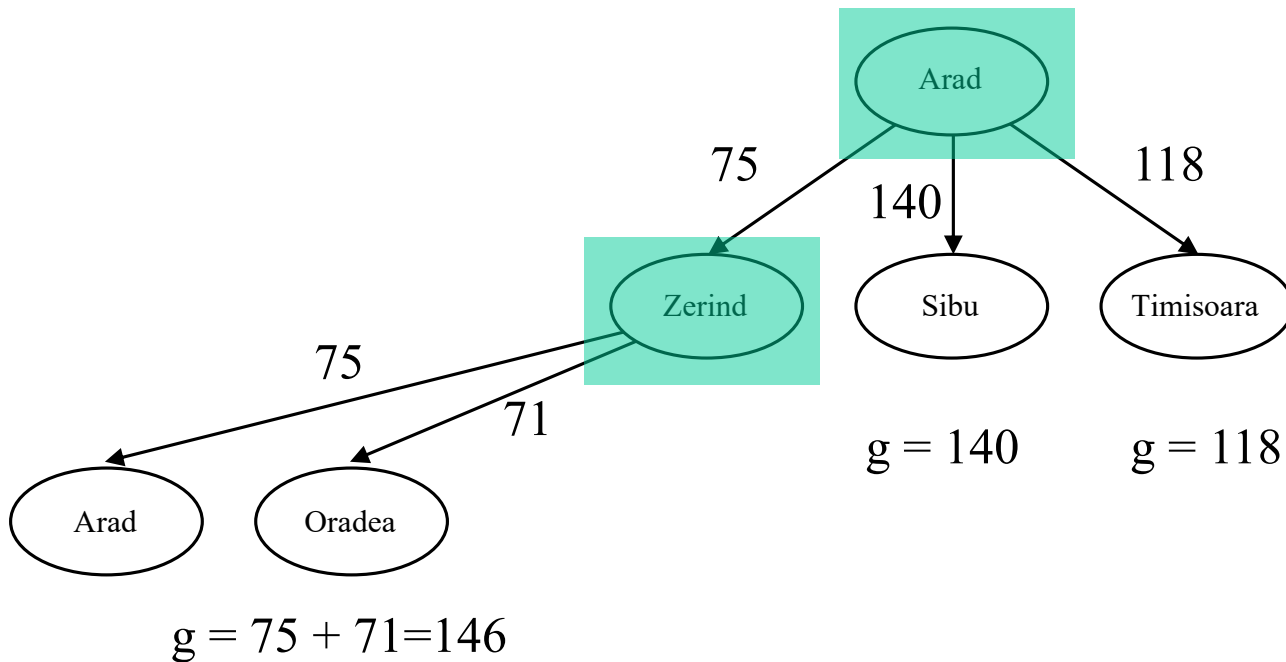 Arad
75
118
140
Zerind
Sibu
Timisoara
75
71
g = 140
g = 118
Arad
Oradea
g = 75 + 71=146